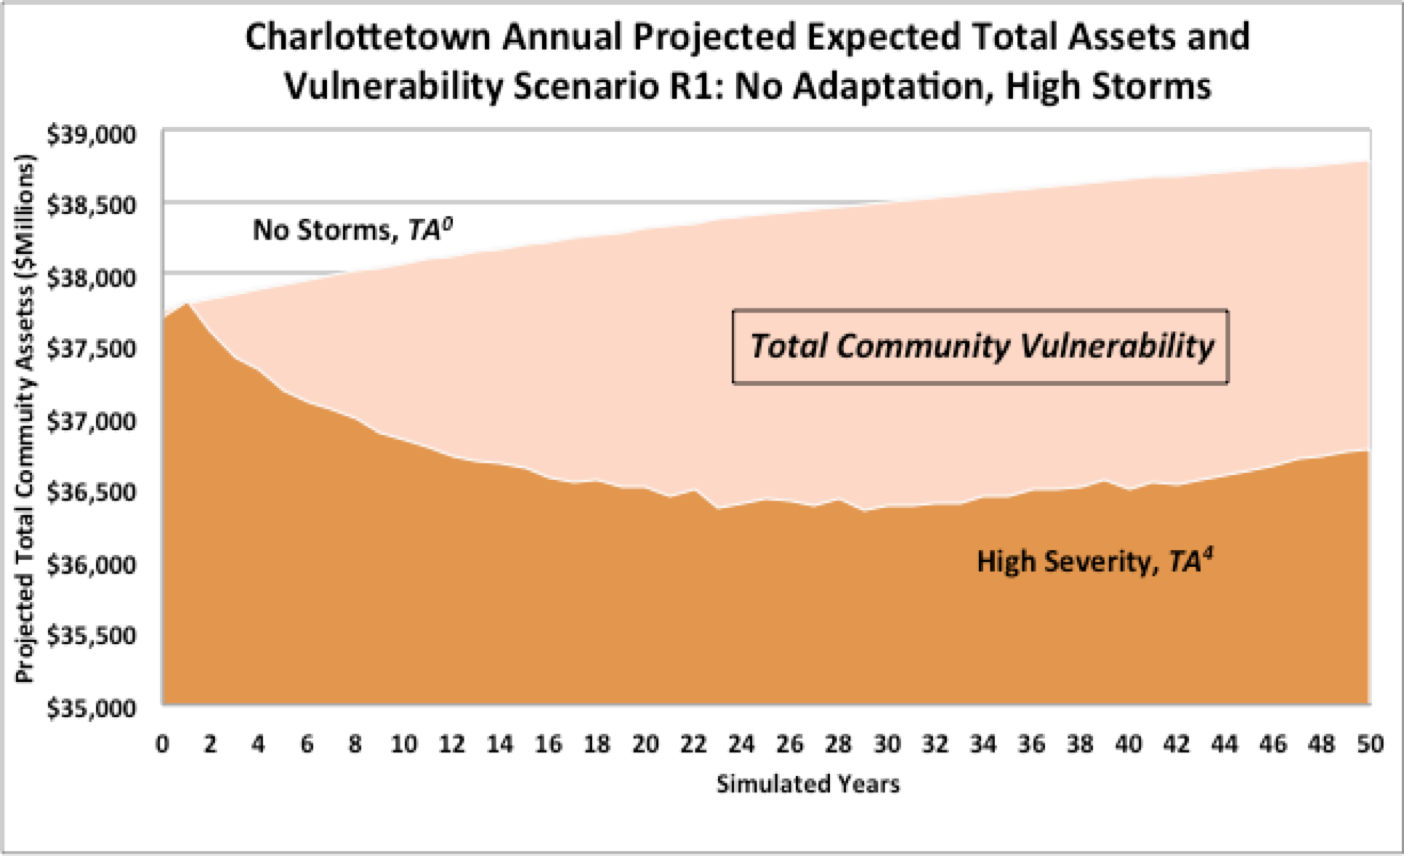 Charlottetown Annual Projected Expected Total Assets and
Vulnerability Scenario R1: No Adaptation, High Storms
Projected Total Commuity Assetss ($Millions)
$39,000
$38,500
$38,000
$37,500
$37,000
$36,500
$36,000
$35,500
$35,000
No Storms, TA⁰
Total Community Vulnerability
High Severity, TA⁴
0 2 4 6 8 10 12 14 16 18 20 22 24 26 28 30 32 34 36 38 40 42 44 46 48 50
Simulated Years